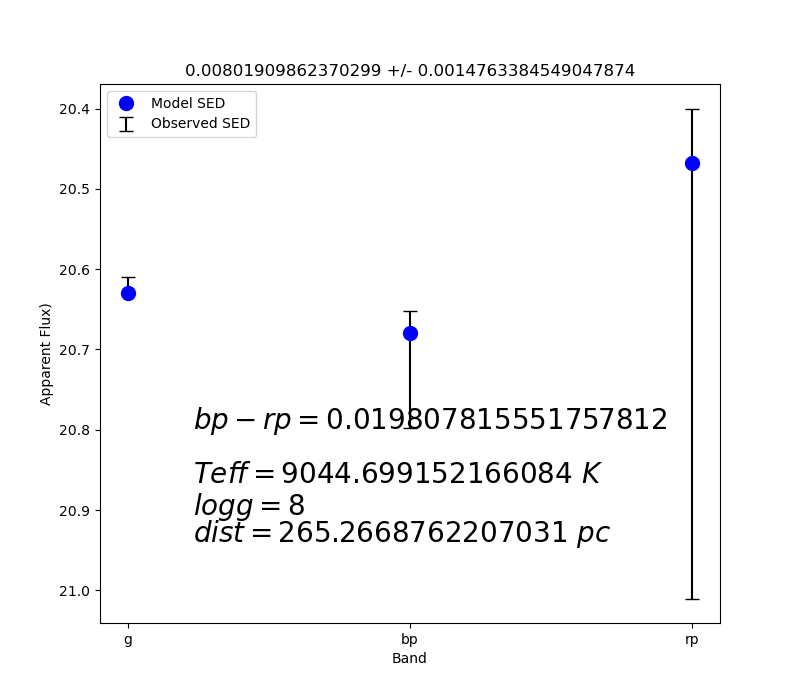 0.00801909862370299 +/- 0.0014763384549047874
Model SED
Observed SED
20.4
20.5
20.6
20.7
20.8
20.9
21.0
Apparent Flux)
bp − rp = 0.019807815551757812
Teff = 9044.699152166084 K
logg = 8
dist = 265.2668762207031 pc
g bp rp
Band